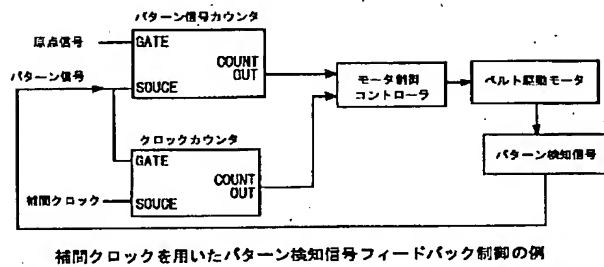 パターン信号カウンタ
原点信号
GATE
COUNT
OUT
パターン信号
SOUCE
モータ制御
コントローラ
ベルト駆動モータ
クロックカウンタ
GATE
COUNT
OUT
補間クロック
SOUCE
パターン検知信号
補間クロックを用いたパターン検知信号フィードバック制御の例